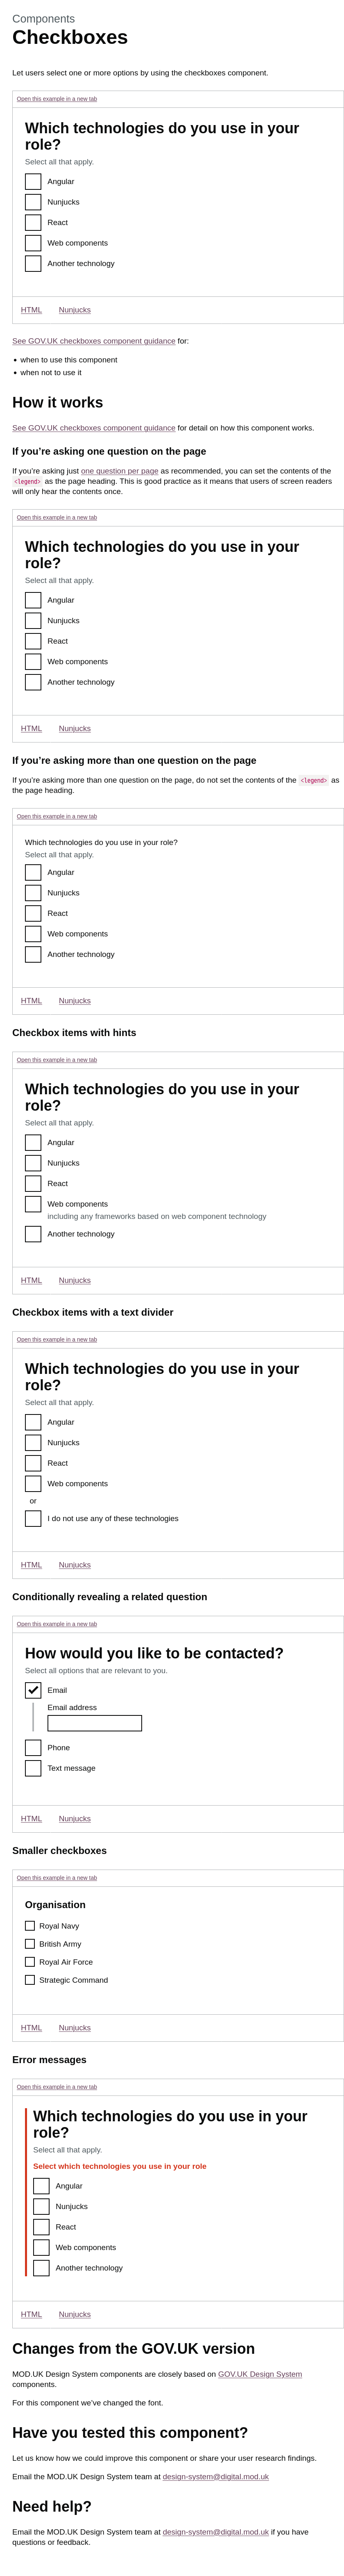 Components
Checkboxes
Let users select one or more options by using the checkboxes component.
Open this example in a new tab
Which technologies do you use in your
role?
Select all that apply.
Angular
Nunjucks
React
Web components
Another technology
HTML Nunjucks
See GOV.UK checkboxes component guidance for:
• when to use this component
• when not to use it
How it works
See GOV.UK checkboxes component guidance for detail on how this component works.
If you’re asking one question on the page
If you’re asking just one question per page as recommended, you can set the contents of the
<legend> as the page heading. This is good practice as it means that users of screen readers
will only hear the contents once.
Open this example in a new tab
Which technologies do you use in your
role?
Select all that apply.
Angular
Nunjucks
React
Web components
Another technology
HTML Nunjucks
If you’re asking more than one question on the page
If you’re asking more than one question on the page, do not set the contents of the <legend> as
the page heading.
Open this example in a new tab
Which technologies do you use in your role?
Select all that apply.
Angular
Nunjucks
React
Web components
Another technology
HTML Nunjucks
Checkbox items with hints
Open this example in a new tab
Which technologies do you use in your
role?
Select all that apply.
Angular
Nunjucks
React
Web components
including any frameworks based on web component technology
Another technology
HTML Nunjucks
Checkbox items with a text divider
Open this example in a new tab
Which technologies do you use in your
role?
Select all that apply.
Angular
Nunjucks
React
Web components
or
I do not use any of these technologies
HTML Nunjucks
Conditionally revealing a related question
Open this example in a new tab
How would you like to be contacted?
Select all options that are relevant to you.
Email
Email address
Phone
Text message
HTML Nunjucks
Smaller checkboxes
Open this example in a new tab
Organisation
Royal Navy
British Army
Royal Air Force
Strategic Command
HTML Nunjucks
Error messages
Open this example in a new tab
Which technologies do you use in your
role?
Select all that apply.
Select which technologies you use in your role
Angular
Nunjucks
React
Web components
Another technology
HTML Nunjucks
Changes from the GOV.UK version
MOD.UK Design System components are closely based on GOV.UK Design System
components.
For this component we’ve changed the font.
Have you tested this component?
Let us know how we could improve this component or share your user research findings.
Email the MOD.UK Design System team at design-system@digital.mod.uk
Need help?
Email the MOD.UK Design System team at design-system@digital.mod.uk if you have
questions or feedback.